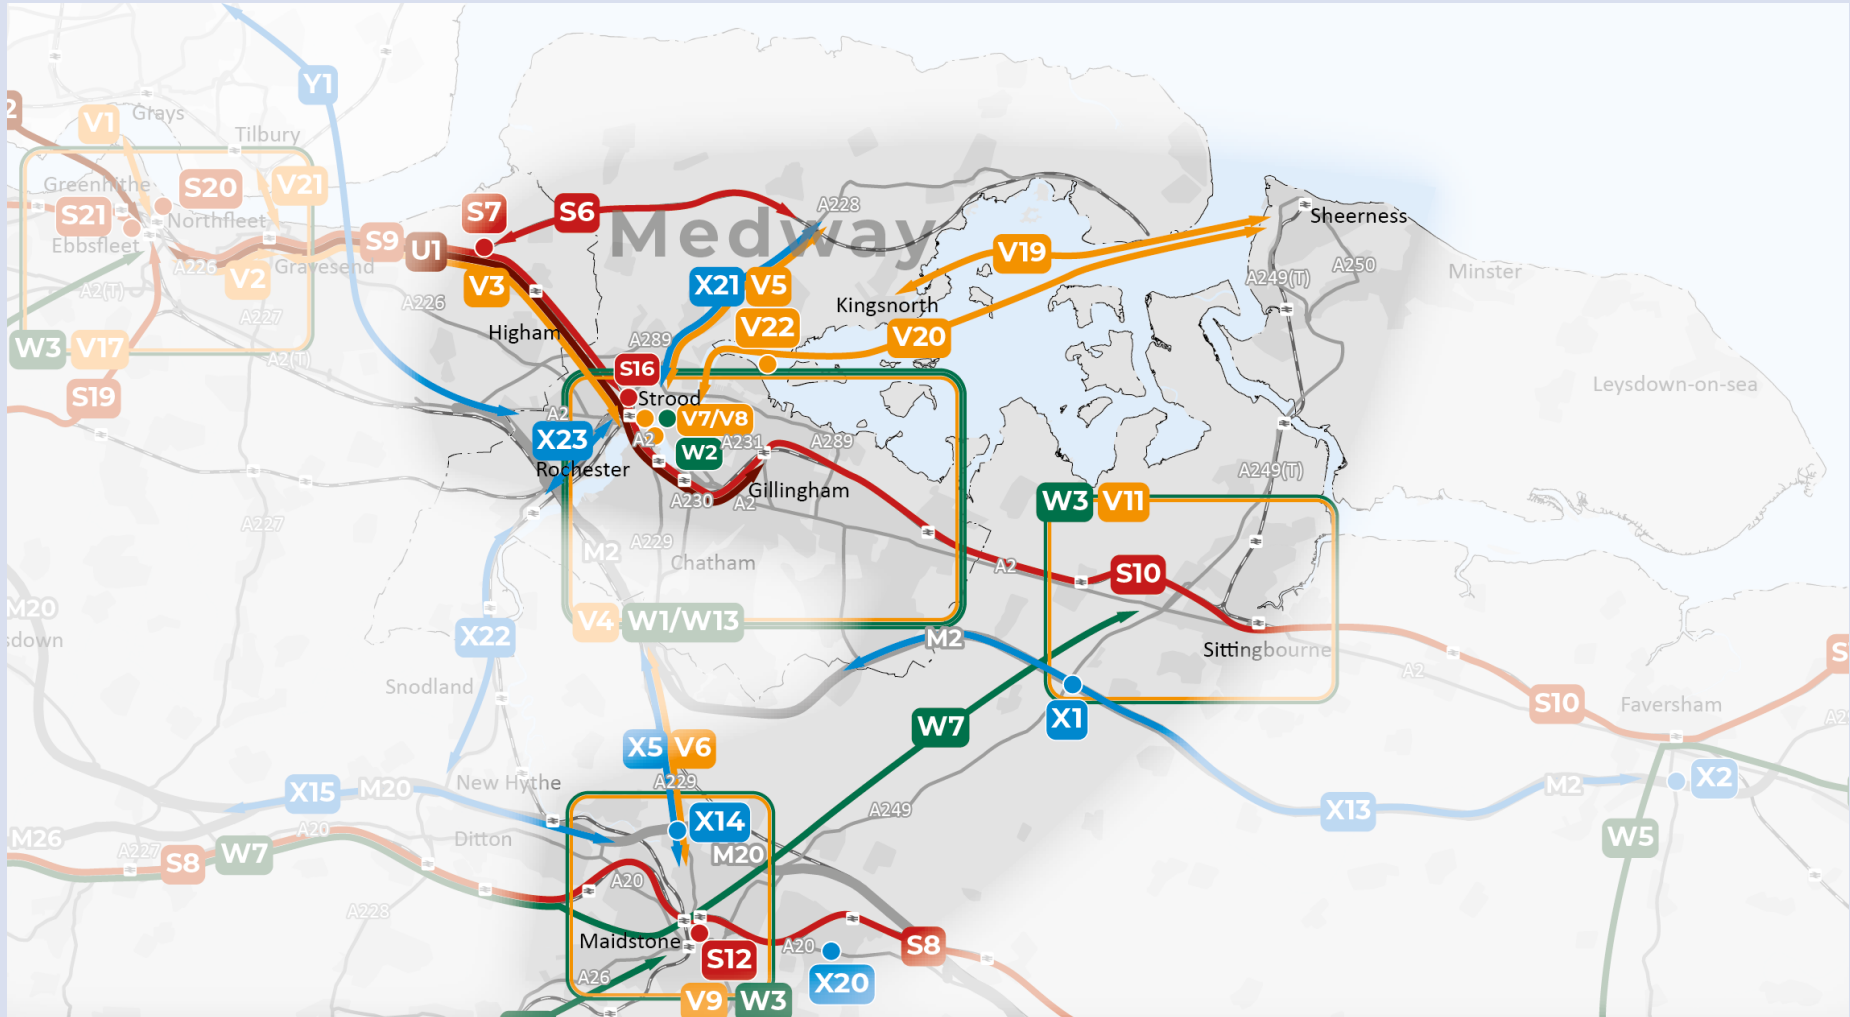 Y1
2
Grays
V1
Tilbury
Greenhithe
S20
V21
S21
Northfleet
Ebbsfleet
S9
U1
S7
S6
A228
Medway
Sheerness
A226
Gravesend
V2
V3
V19
A249(T)
A250
Minster
A2(T)
A226
X21
V5
Kingsnorth
A227
Higham
V22
V20
A289
W3
V17
A2(T)
S16
Leysdown-on-sea
S19
Strood
A2
V7/V8
X23
A2
A231
A289
W2
Rochester
A249(T)
Gillingham
A230
A2
W3
V11
A227
M2
A229
Chatham
A2
S10
M20
sdown
V4
W1/W13
X22
M2
Sittingbourne
A2
S
Snodland
S10
Faversham
X1
A2
W7
X5
V6
New Hythe
A229
X15
M20
X2
M2
X13
A249
X14
M26
A20
Ditton
M20
A227
S8
W7
W5
A20
A228
Maidstone
S12
A20
S8
A26
X20
V9
W3